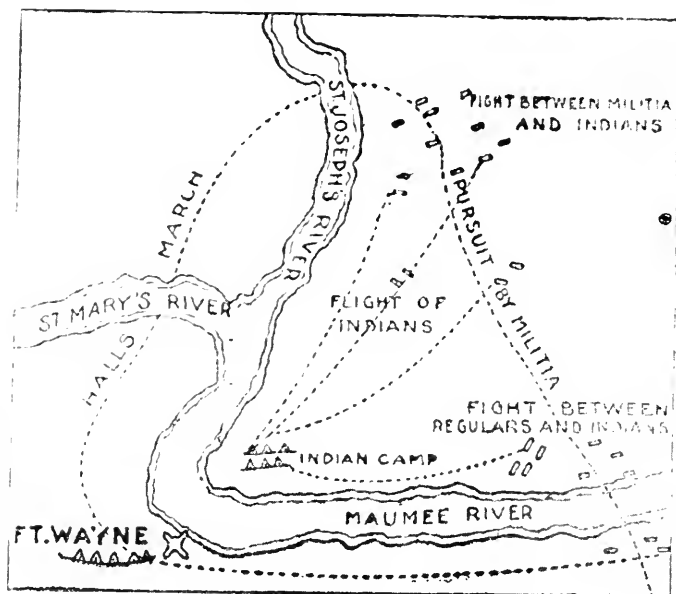 FIGHT BETWEEN MILITIA
AND INDIANS
ST. JOSEPH'S RIVER
HALLS MARCH
PURSUIT BY MILITIA
ST MARY'S RIVER
FLIGHT OF
INDIANS
FIGHT BETWEEN
REGULARS AND INDIANS
INDIAN CAMP
MAUMEE RIVER
FT. WAYNE